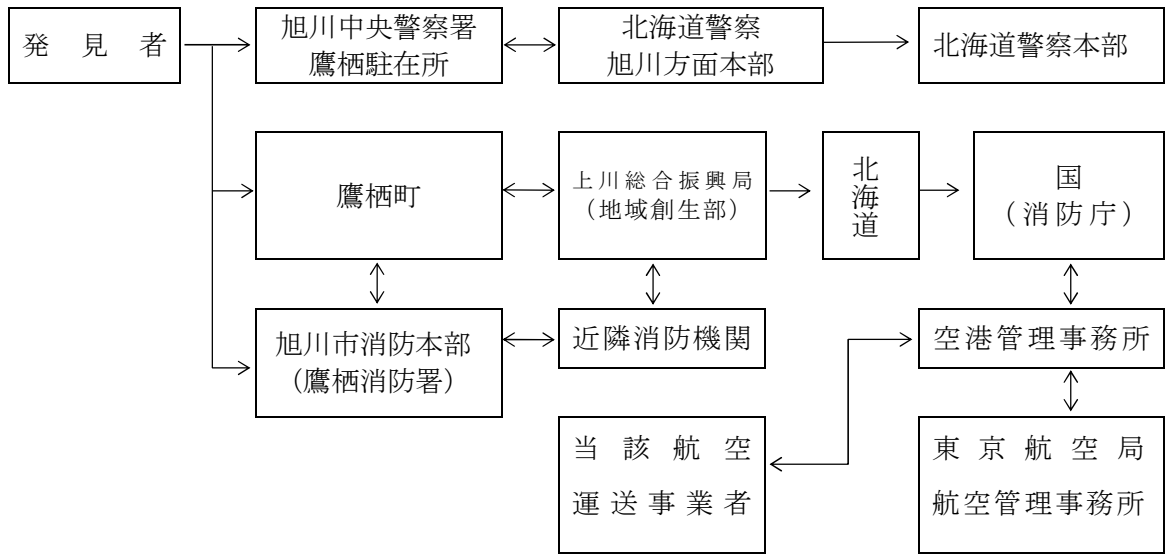 発見者
旭川中央警察署
鷹栖駐在所
北海道警察
旭川方面本部
北海道警察本部
鷹栖町
上川総合振興局
（地域創生部）
北海道
国
（消防庁）
旭川市消防本部
（鷹栖消防署）
近隣消防機関
空港管理事務所
当該航空
運送事業者
東京航空局
航空管理事務所